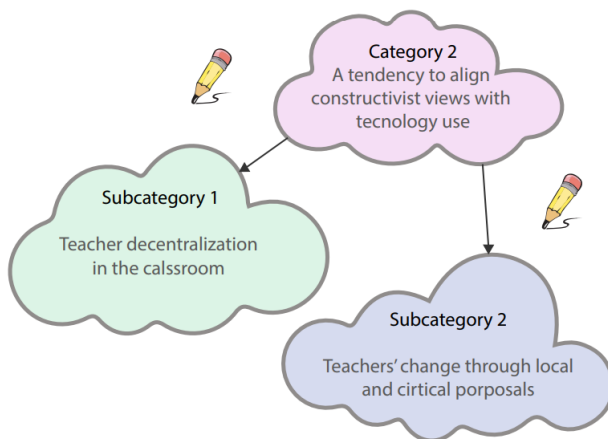 Category 2
A tendency to align
constructivist views with
tecnology use
Subcategory 1
Teacher decentralization
in the calssroom
Subcategory 2
Teachers’ change through local
and cirtical porposals